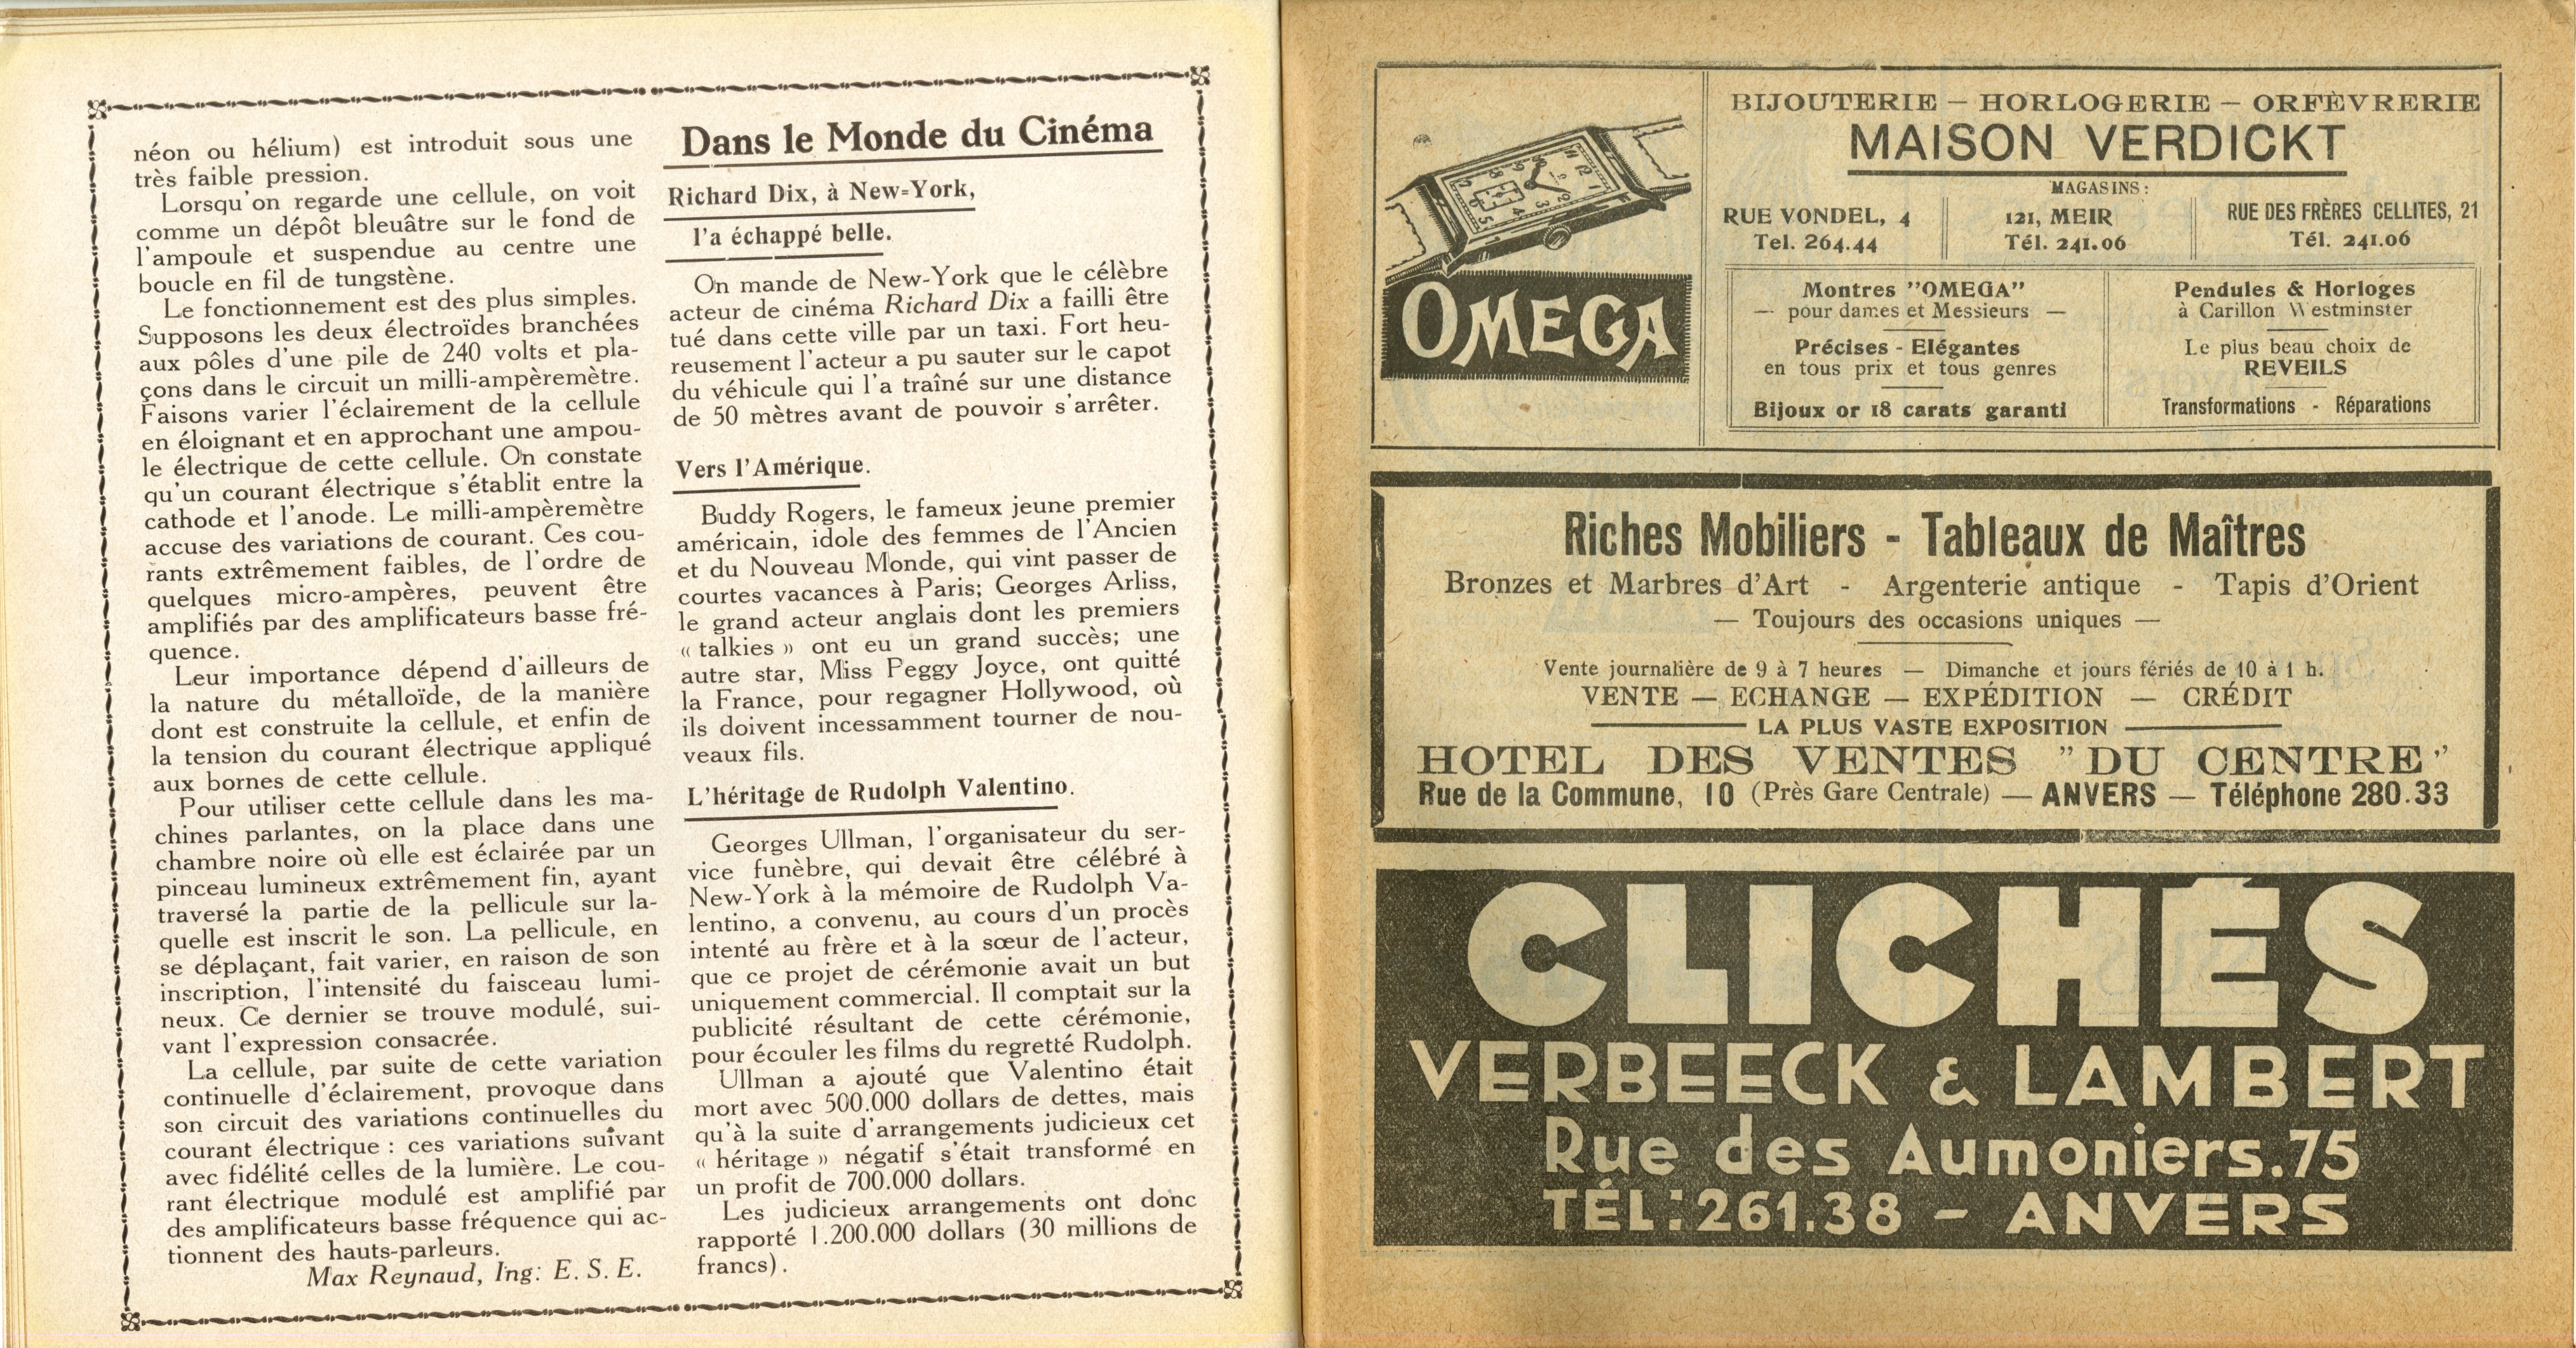 néon ou hélium) est introduit sous une
très faible pression.
Lorsqu'on regarde une cellule, on voit
comme un dépôt bleuâtre sur le fond de
l'ampoule et suspendue au centre une
boucle en fil de tungstène.
Le fonctionnement est des plus simples.
Supposons les deux électroïdes branchées
aux pôles d'une pile de 240 volts et pla-
çons dans le circuit un milli-ampèremètre.
Faisons varier l'éclairement de la cellule
en éloignant et en approchant une ampou-
le électrique de cette cellule. On constate
qu'un courant électrique s'établit entre la
cathode et l'anode. Le milli-ampèremètre
accuse des variations de courant. Ces cou-
rants extrêmement faibles, de l'ordre de
quelques micro-ampères, peuvent être
amplifiés par des amplificateurs basse fré-
quence.
Leur importance dépend d'ailleurs de
la nature du métalloïde, de la manière
dont est construite la cellule, et enfin de
la tension du courant électrique appliqué
aux bornes de cette cellule.
Pour utiliser cette cellule dans les ma-
chines parlantes, on la place dans une
chambre noire où elle est éclairée par un
pinceau lumineux extrêmement fin, ayant
traversé la partie de la pellicule sur la-
quelle est inscrit le son. La pellicule, en
se déplaçant, fait varier, en raison de son
inscription, l'intensité du faisceau lumi-
neux. Ce dernier se trouve modulé, sui-
vant l'expression consacrée.
La cellule, par suite de cette variation
continuelle d'éclairement, provoque dans
son circuit des variations continuelles du
courant électrique : ces variations suivant
avec fidélité celles de la lumière. Le cou-
rant électrique modulé est amplifié par
des amplificateurs basse fréquence qui ac-
tionnent des hauts-parleurs.
Max Reynaud, Ing: E. S. E.
Dans le Monde du Cinéma
Richard Dix, à New-York,
l'a échappé belle.
On mande de New-York que le célèbre
acteur de cinéma Richard Dix a failli être
tué dans cette ville par un taxi. Fort heu-
reusement l'acteur a pu sauter sur le capot
du véhicule qui l'a traîné sur une distance
de 50 mètres avant de pouvoir s'arrêter.
Vers l'Amérique.
Buddy Rogers, le fameux jeune premier
américain, idole des femmes de l'Ancien
et du Nouveau Monde, qui vint passer de
courtes vacances à Paris; Georges Arliss,
le grand acteur anglais dont les premiers
« talkies » ont eu un grand succès; une
autre star, Miss Peggy Joyce, ont quitté
la France, pour regagner Hollywood, où
ils doivent incessamment tourner de nou-
veaux fils.
L'héritage de Rudolph Valentino.
Georges Ullman, l'organisateur du ser-
vice funèbre, qui devait être célébré à
New-York à la mémoire de Rudolph Va-
lentino, a convenu, au cours d'un procès
intenté au frère et à la sœur de l'acteur,
que ce projet de cérémonie avait un but
uniquement commercial. Il comptait sur la
publicité résultant de cette cérémonie,
pour écouler les films du regretté Rudolph.
Ullman a ajouté que Valentino était
mort avec 500.000 dollars de dettes, mais
qu'à la suite d'arrangements judicieux cet
« héritage » négatif s'était transformé en
un profit de 700.000 dollars.
Les judicieux arrangements ont donc
rapporté 1.200.000 dollars (30 millions de
francs).
OMEGA
BIJOUTERIE — HORLOGERIE — ORFÈVRERIE
MAISON VERDICKT
MAGASINS:
RUE VONDEL, 4
Tel. 264.44
121, MEIR
Tél. 241.06
RUE DES FRÈRES CELLITES, 21
Tél. 241.06
Montres "OMEGA"
— pour dames et Messieurs —
Précises - Elégantes
en tous prix et tous genres
Bijoux or 18 carats garanti
Pendules & Horloges
à Carillon Westminster
Le plus beau choix de
REVEILS
Transformations - Réparations
Riches Mobiliers - Tableaux de Maîtres
Bronzes et Marbres d'Art - Argenterie antique - Tapis d'Orient
— Toujours des occasions uniques —
Vente journalière de 9 à 7 heures — Dimanche et jours fériés de 10 à 1 h.
VENTE — ECHANGE — EXPÉDITION — CRÉDIT
LA PLUS VASTE EXPOSITION
HOTEL DES VENTES "DU CENTRE"
Rue de la Commune, 10 (Près Gare Centrale) — ANVERS — Téléphone 280.33
CLICHÉS
VERBEECK & LAMBERT
Rue des Aumoniers.75
TÉL: 261.38 - ANVERS